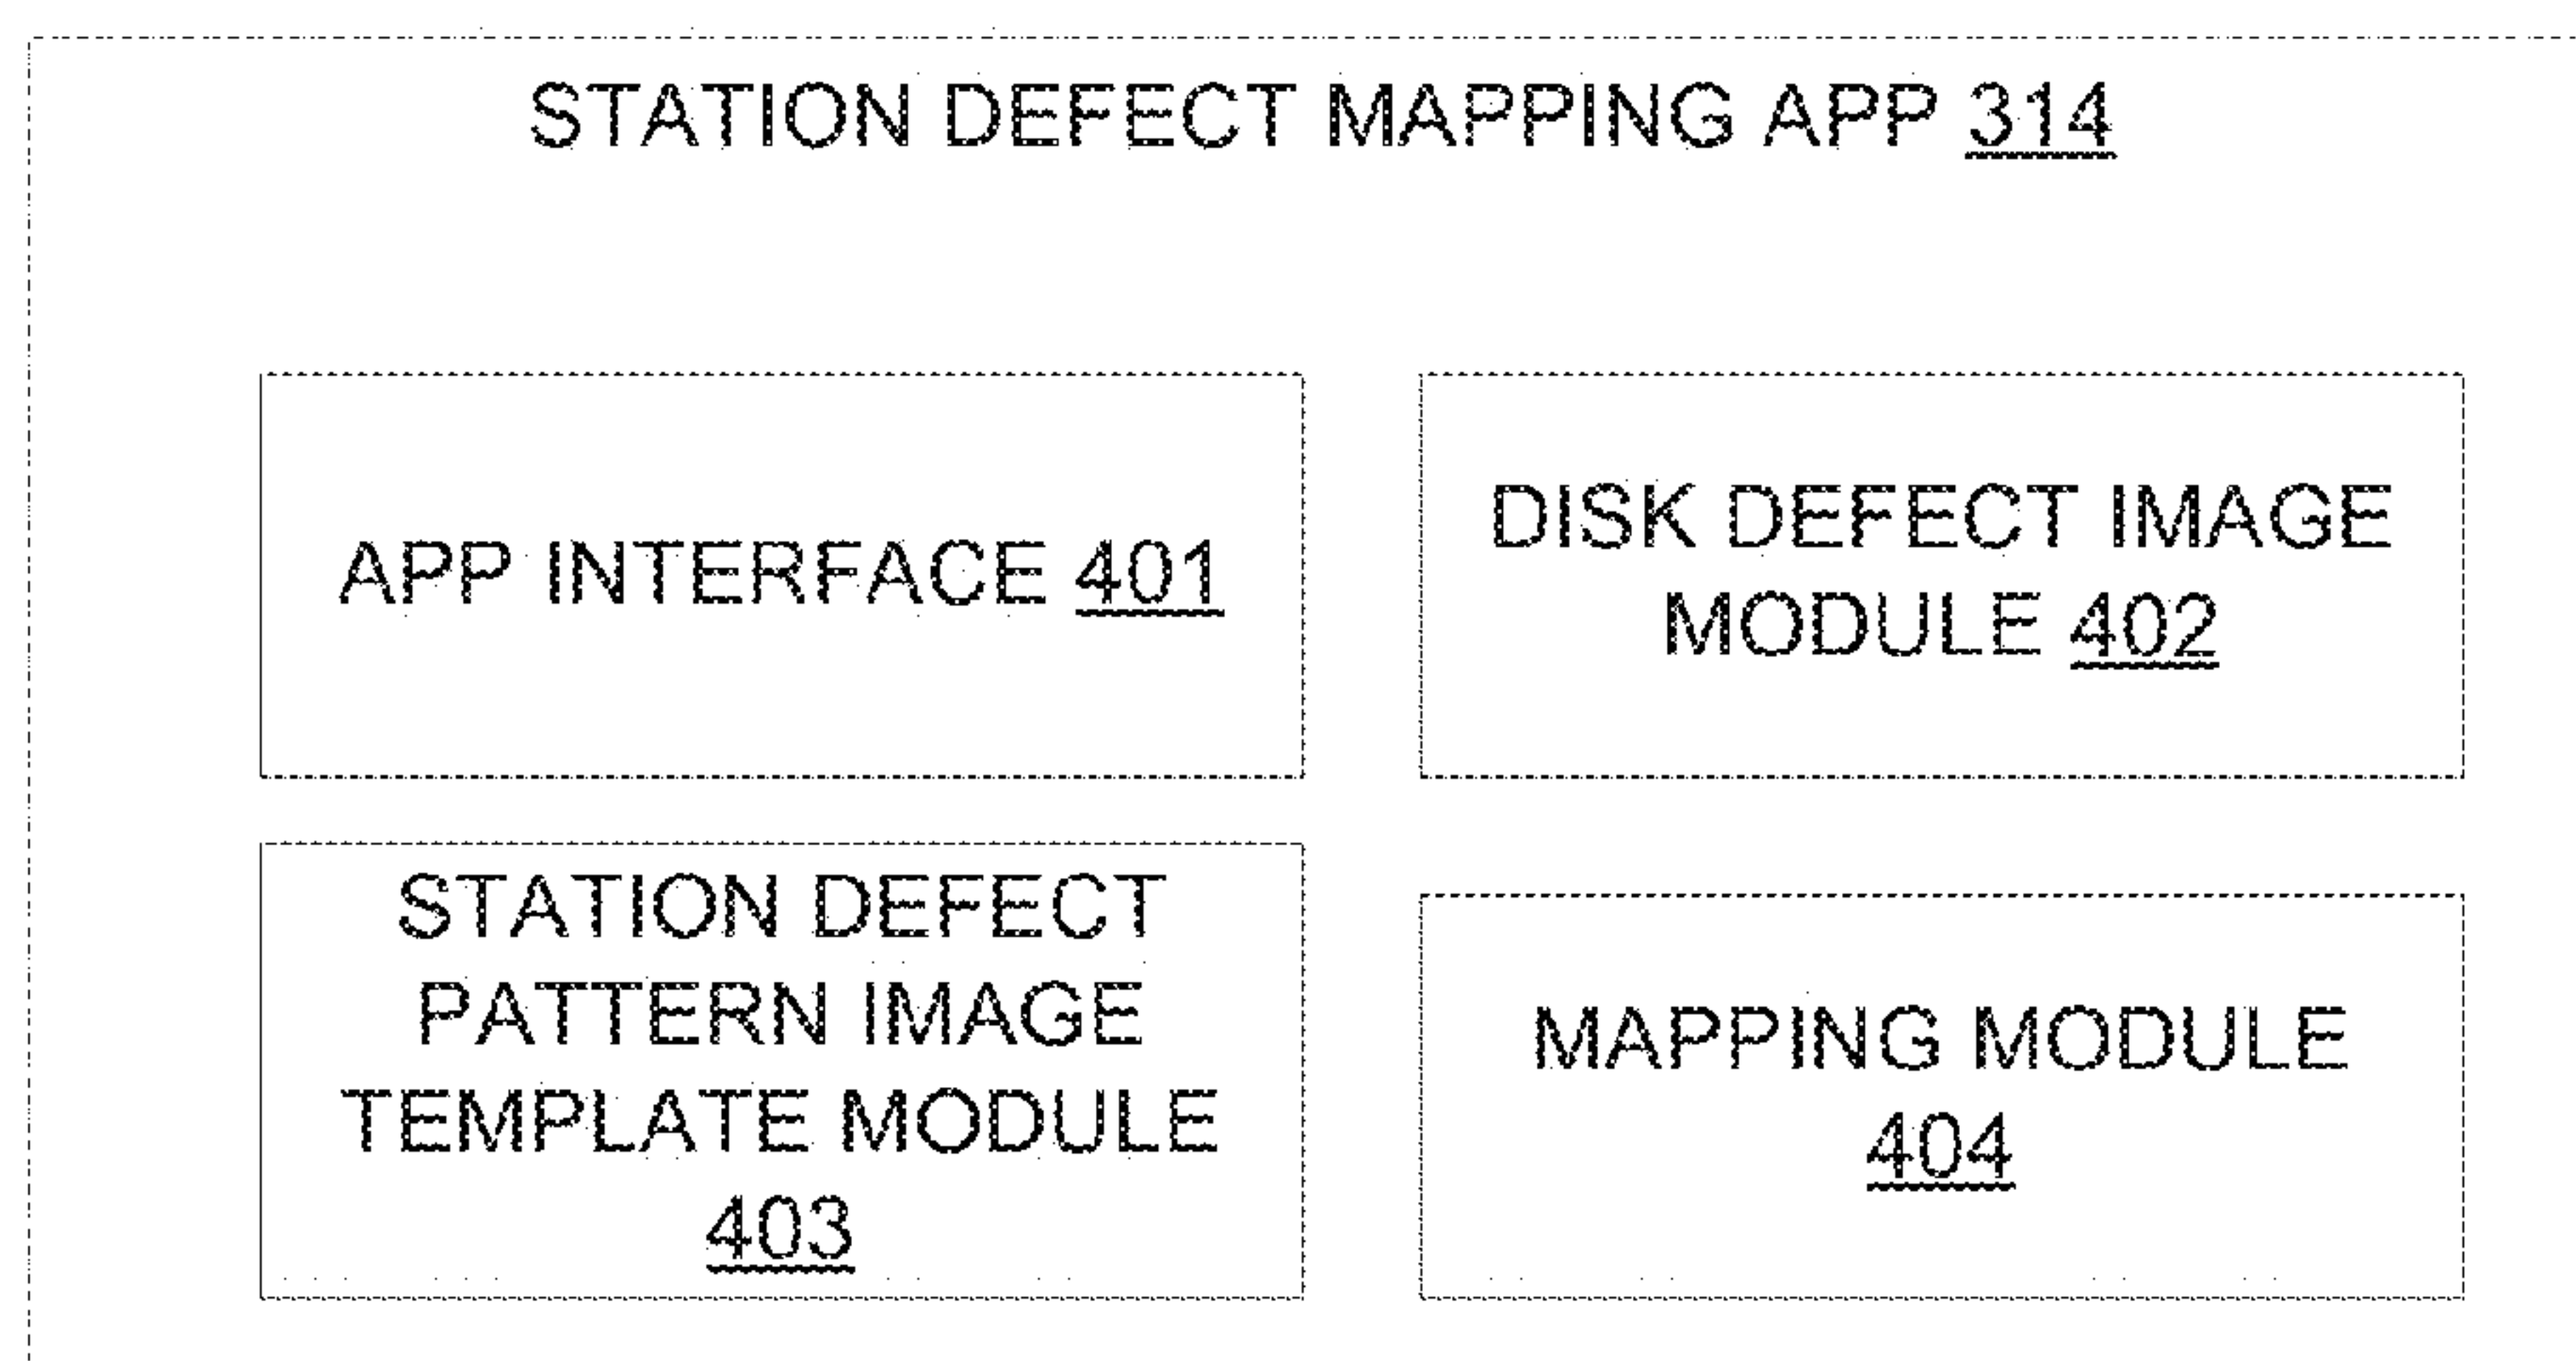 STATION DEFECT MAPPING APP 314
APP INTERFACE 401
DISK DEFECT IMAGE
MODULE 402
STATION DEFECT
PATTERN IMAGE
TEMPLATE MODULE
403
MAPPING MODULE
404